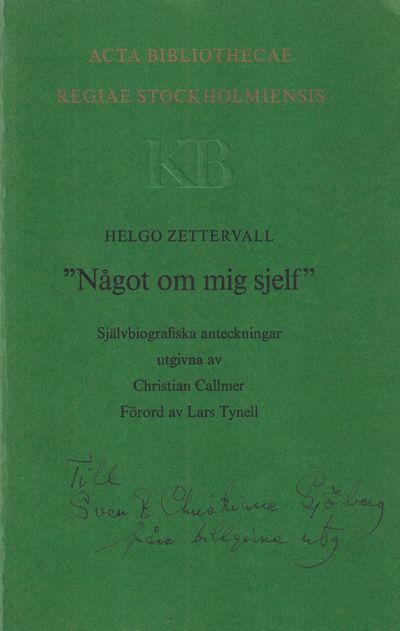 ACTA BIBLIOTHECAE
REGIAE STOCKHOLMIENSIS
KB
HELGO ZETTERVALL
”Något om mig sjelf”
Självbiografiska anteckningar
utgivna av
Christian Callmer
Förord av Lars Tynell
Till
Sven & Christiane Sjöberg
från